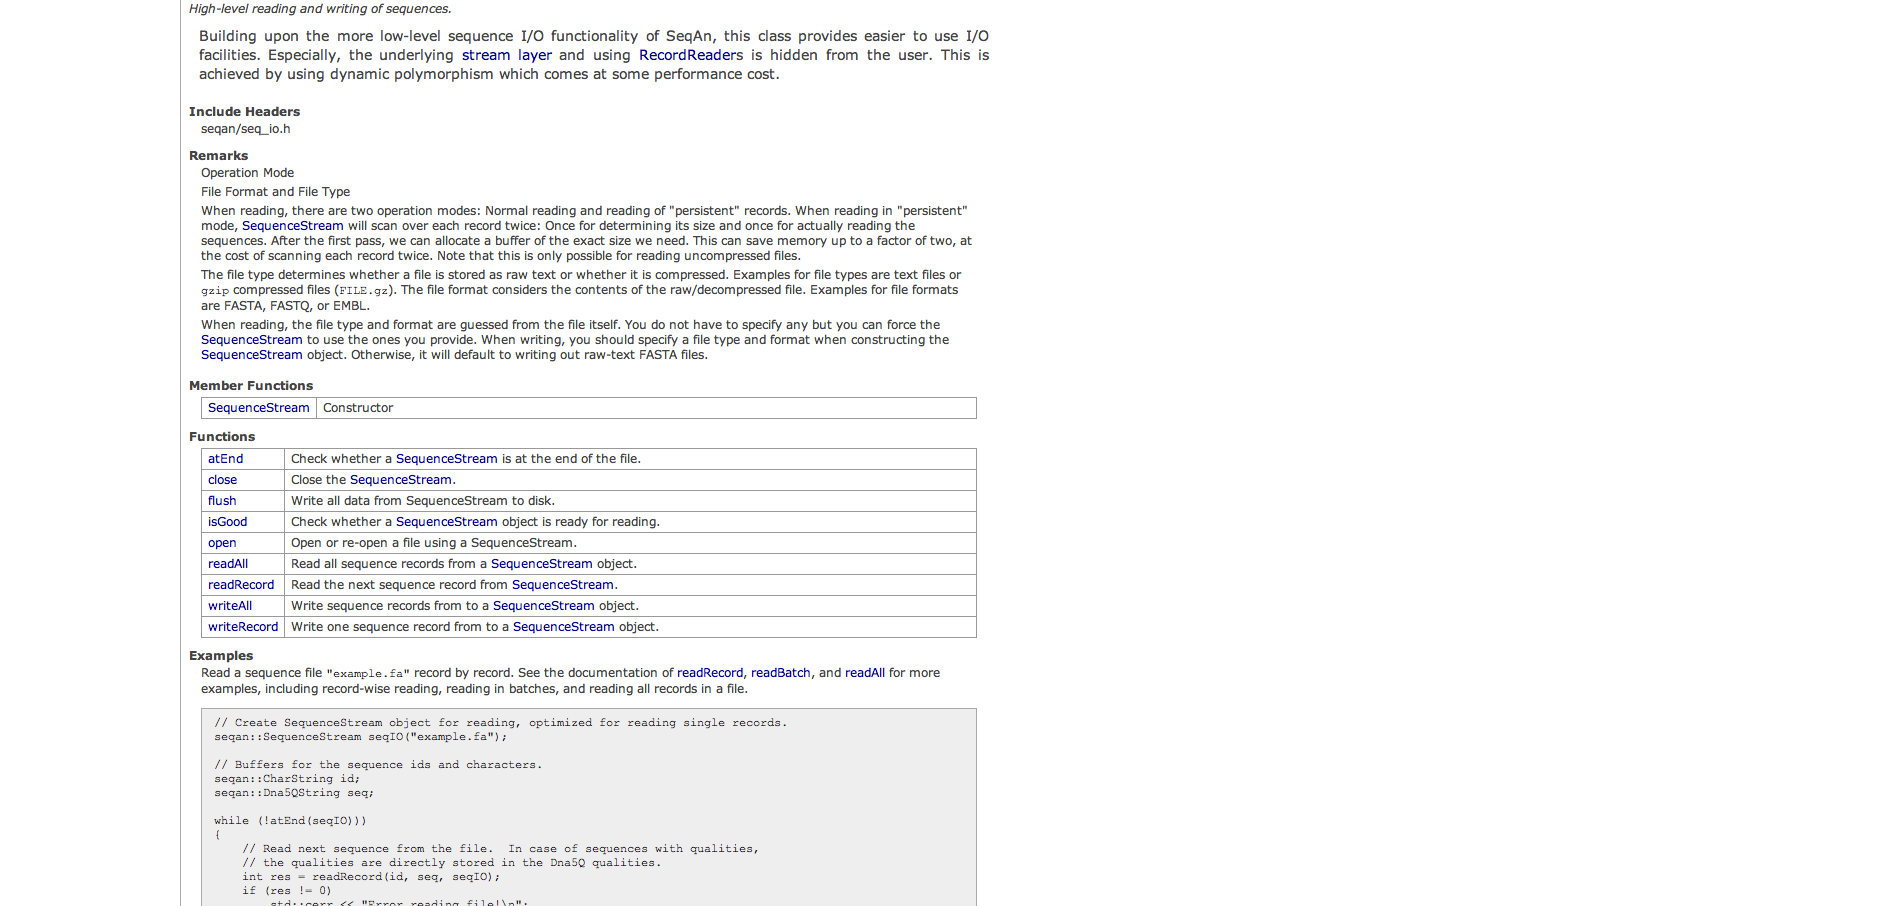 High-level reading and writing of sequences.
Building upon the more low-level sequence I/O functionality of SeqAn, this class provides easier to use I/O
facilities. Especially, the underlying stream layer and using RecordReaders is hidden from the user. This is
achieved by using dynamic polymorphism which comes at some performance cost.
Include Headers
seqan/seq_io.h
Remarks
Operation Mode
File Format and File Type
When reading, there are two operation modes: Normal reading and reading of "persistent" records. When reading in "persistent"
mode, SequenceStream will scan over each record twice: Once for determining its size and once for actually reading the
sequences. After the first pass, we can allocate a buffer of the exact size we need. This can save memory up to a factor of two, at
the cost of scanning each record twice. Note that this is only possible for reading uncompressed files.
The file type determines whether a file is stored as raw text or whether it is compressed. Examples for file types are text files or
gzip compressed files (FILE.gz). The file format considers the contents of the raw/decompressed file. Examples for file formats
are FASTA, FASTQ, or EMBL.
When reading, the file type and format are guessed from the file itself. You do not have to specify any but you can force the
SequenceStream to use the ones you provide. When writing, you should specify a file type and format when constructing the
SequenceStream object. Otherwise, it will default to writing out raw-text FASTA files.
Member Functions
SequenceStream Constructor
Functions
atEnd Check whether a SequenceStream is at the end of the file.
close Close the SequenceStream.
flush Write all data from SequenceStream to disk.
isGood Check whether a SequenceStream object is ready for reading.
open Open or re-open a file using a SequenceStream.
readAll Read all sequence records from a SequenceStream object.
readRecord Read the next sequence record from SequenceStream.
writeAll Write sequence records from to a SequenceStream object.
writeRecord Write one sequence record from to a SequenceStream object.
Examples
Read a sequence file "example.fa" record by record. See the documentation of readRecord, readBatch, and readAll for more
examples, including record-wise reading, reading in batches, and reading all records in a file.
// Create SequenceStream object for reading, optimized for reading single records.
seqan::SequenceStream seqIO("example.fa");
// Buffers for the sequence ids and characters.
seqan::CharString id;
seqan::Dna5QString seq;
while (!atEnd(seqIO)))
{
// Read next sequence from the file.  In case of sequences with qualities,
// the qualities are directly stored in the Dna5Q qualities.
int res = readRecord(id, seq, seqIO);
if (res != 0)
std::cerr << "Error reading file!\n";